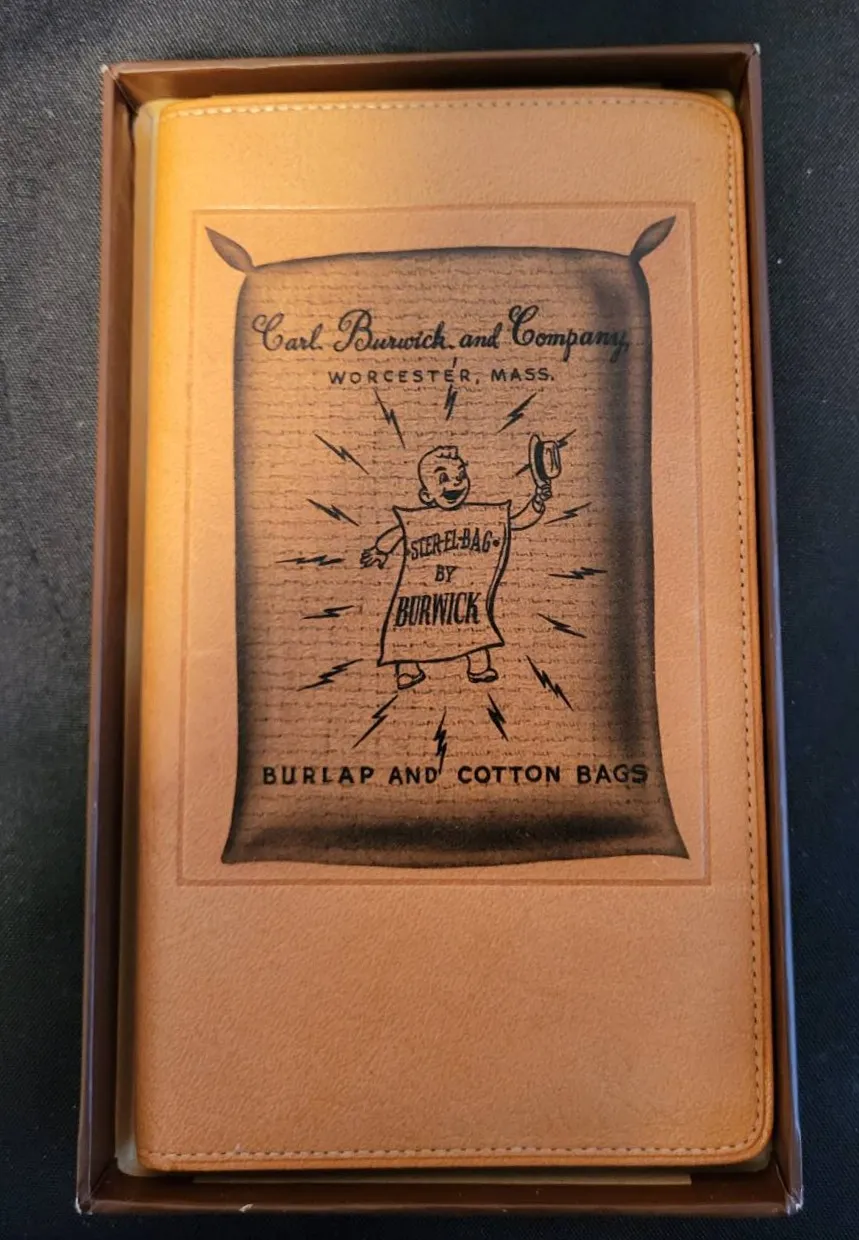 Carl Burwick and Company,
WORCESTER, MASS.
STER-EL-BAG
BY
BURWICK
BURLAP AND COTTON BAGS